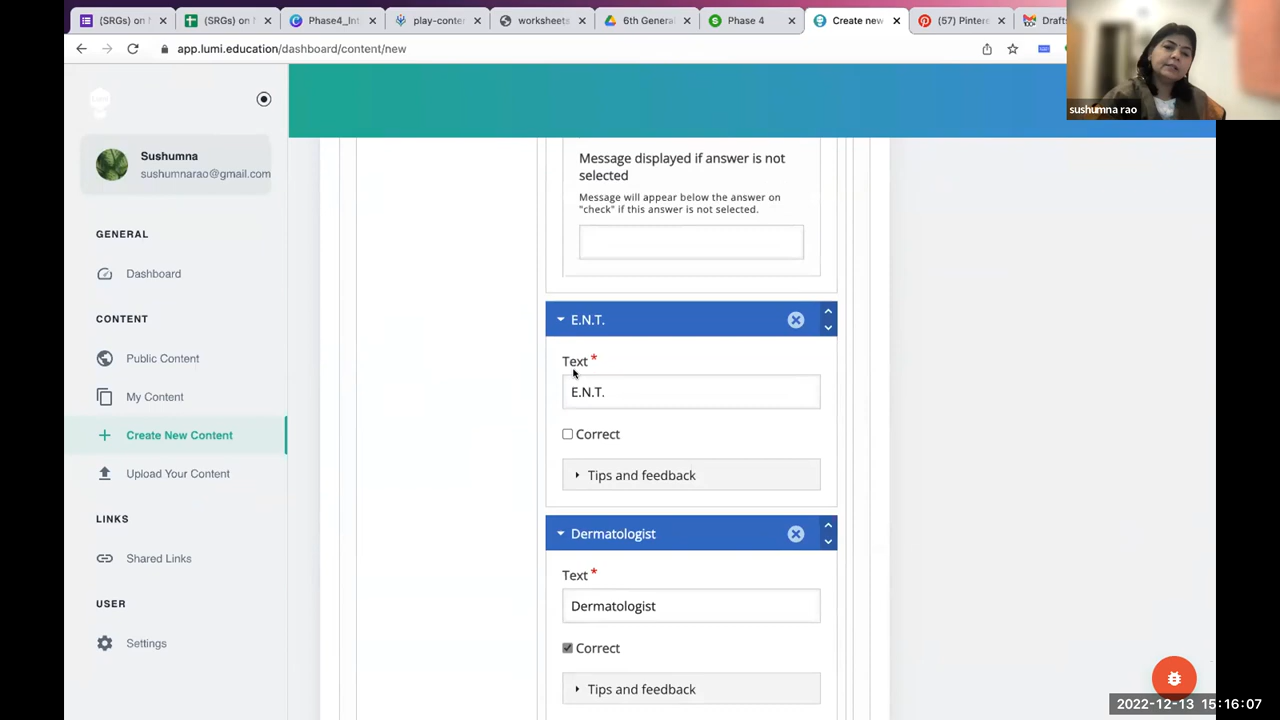 (SRGs) on
(SRGs) on
Phase4_Int
play-conter
worksheets
6th General
Phase 4
Create new
(57) Pinter
Drafts
app.lumi.education/dashboard/content/new
sushumna rao
Sushumna
sushumnarao@gmail.com
GENERAL
Dashboard
CONTENT
Public Content
My Content
Create New Content
Upload Your Content
LINKS
Shared Links
USER
Settings
Message displayed if answer is not
selected
Message will appear below the answer on
"check" if this answer is not selected.
E.N.T.
Text *
E.N.T.
Correct
Tips and feedback
Dermatologist
Text *
Dermatologist
Correct
Tips and feedback
2022-12-13 15:16:07